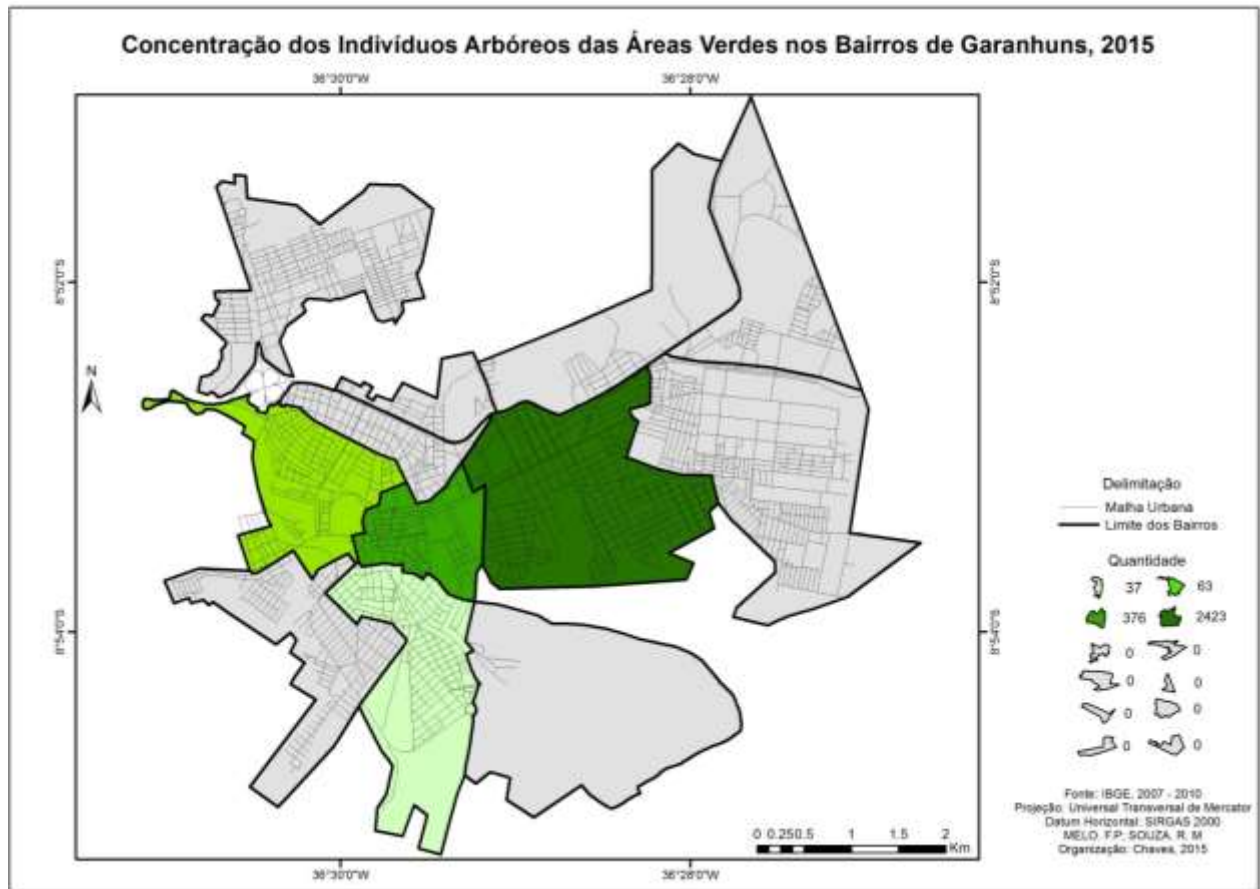 Concentração dos Indivíduos Arbóreos das Áreas Verdes nos Bairros de Garanhuns, 2015
36°30'0"W 36°28'0"W
8°52'0"S 8°52'0"S
N
8°54'0"S 8°54'0"S
36°30'0"W 36°28'0"W
0 0.25 0.5 1 1.5 2
Km
Delimitação
Malha Urbana
Limite dos Bairros
Quantidade
37 63
376 2423
0 0
0 0
0 0
0 0
Fonte: IBGE, 2007 - 2010
Projeção: Universal Transversal de Mercator
Datum Horizontal: SIRGAS 2000
MELO. F.P; SOUZA. R. M
Organização: Chaves, 2015